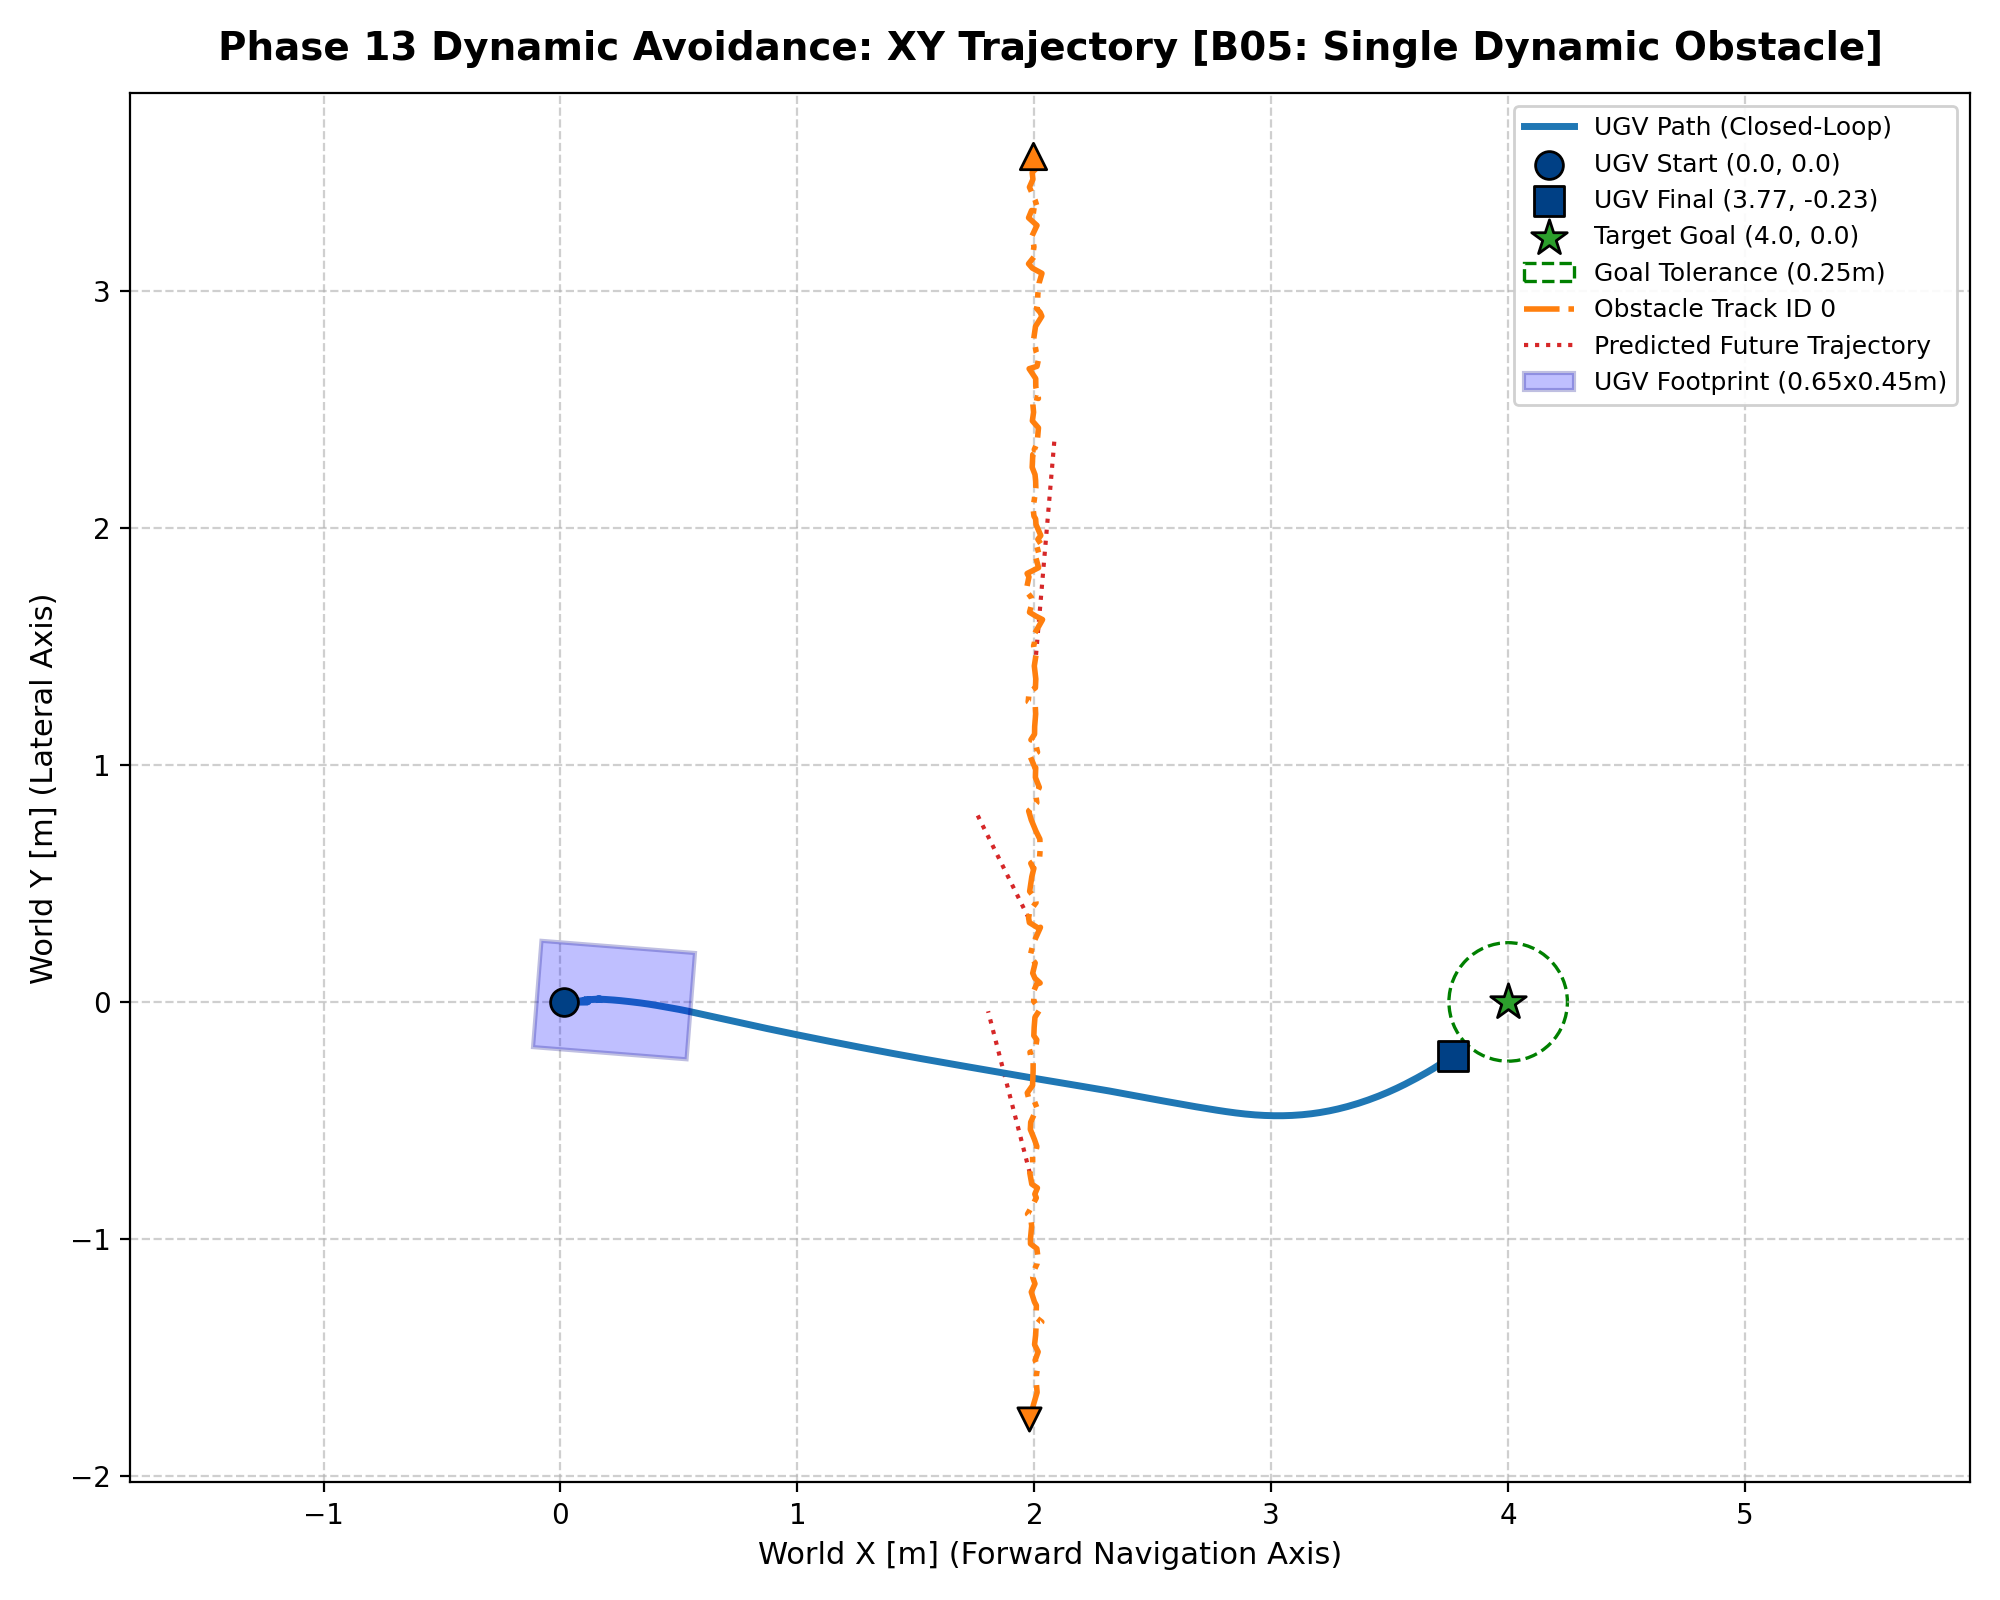 Phase 13 Dynamic Avoidance: XY Trajectory [B05: Single Dynamic Obstacle]
UGV Path (Closed-Loop)
UGV Start (0.0, 0.0)
UGV Final (3.77, -0.23)
Target Goal (4.0, 0.0)
Goal Tolerance (0.25m)
Obstacle Track ID 0
Predicted Future Trajectory
UGV Footprint (0.65x0.45m)
World Y [m] (Lateral Axis)
3
2
1
0
−1
−2
−1
0
1
2
3
4
5
World X [m] (Forward Navigation Axis)